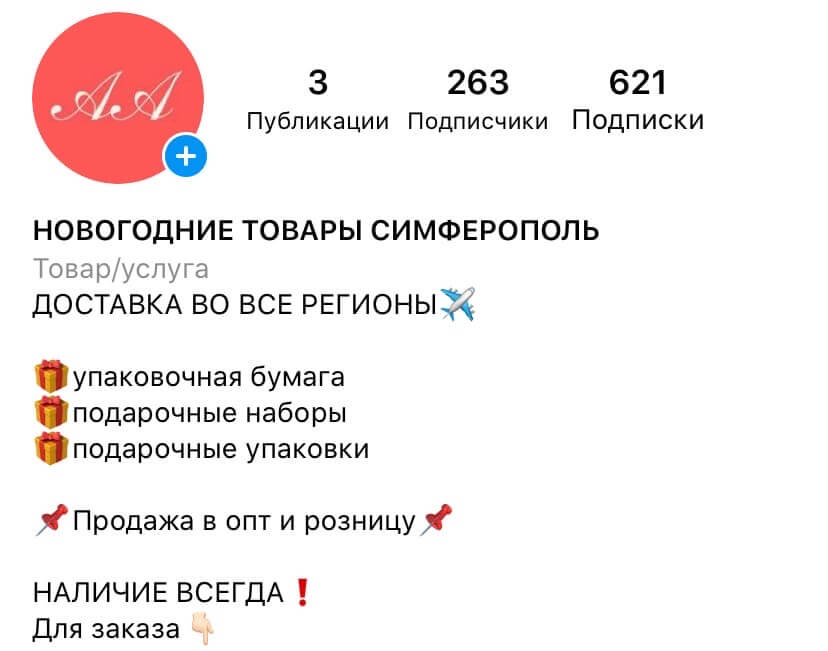 AA
3 263 621
Публикации Подписчики Подписки
НОВОГОДНИЕ ТОВАРЫ СИМФЕРОПОЛЬ
Товар/услуга
ДОСТАВКА ВО ВСЕ РЕГИОНЫ✈️
🎁упаковочная бумага
🎁подарочные наборы
🎁подарочные упаковки
📌Продажа в опт и розницу📌
НАЛИЧИЕ ВСЕГДА❗
Для заказа👇🏻